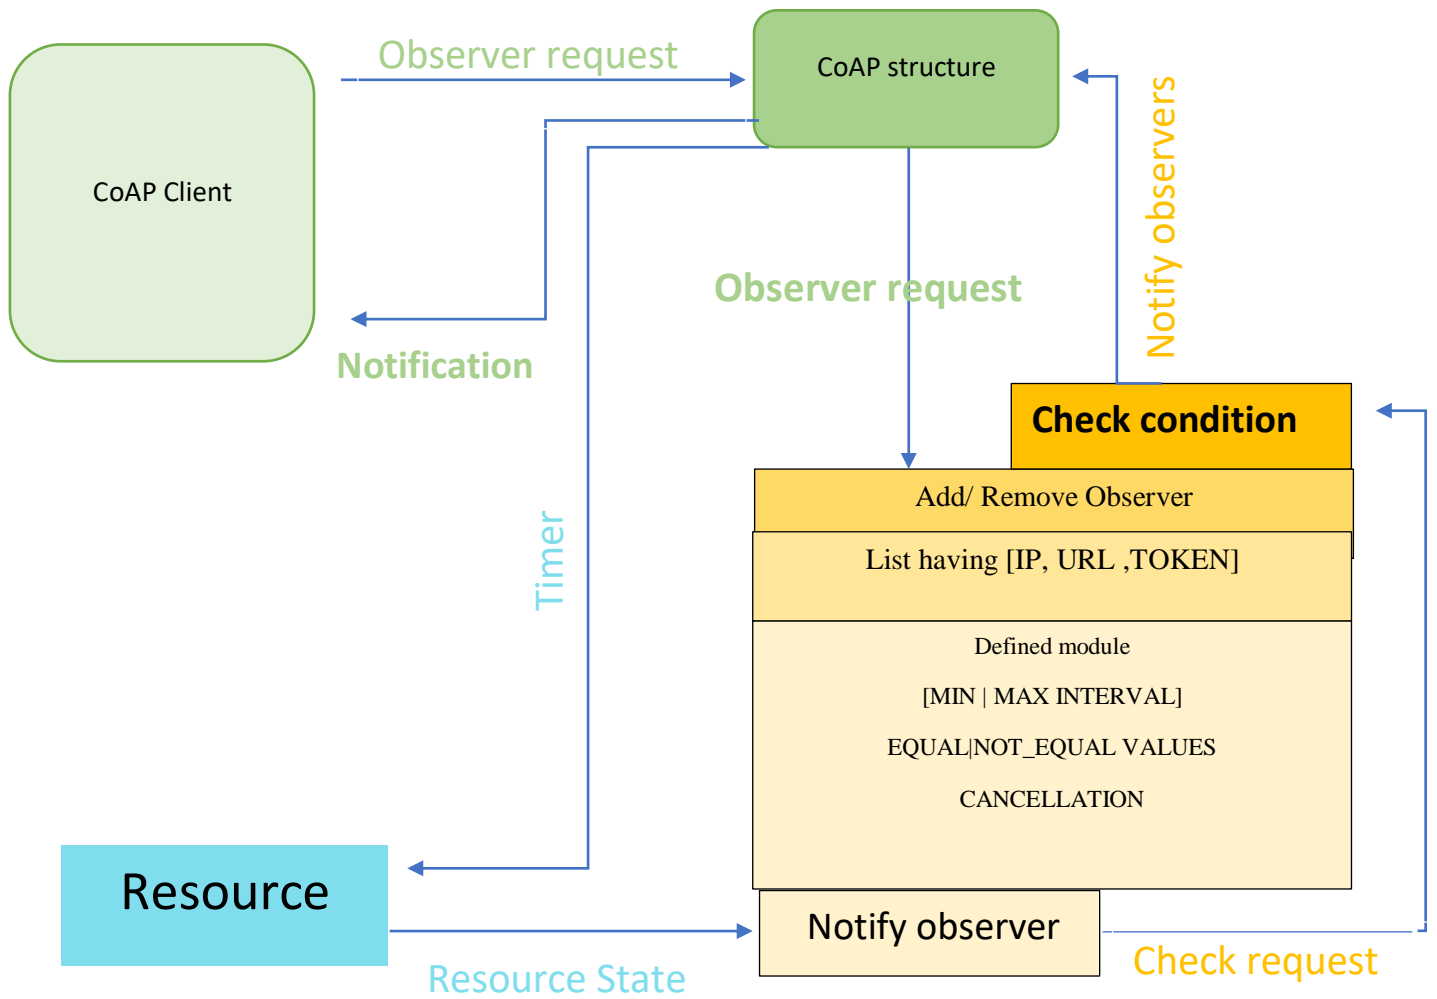 Observer request
CoAP structure
CoAP Client
Notify observers
Observer request
Notification
Check condition
Add/ Remove Observer
List having [IP, URL ,TOKEN]
Timer
Defined module
[MIN | MAX INTERVAL]
EQUAL|NOT_EQUAL VALUES
CANCELLATION
Resource
Notify observer
Resource State
Check request